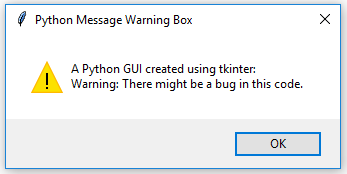 Python Message Warning Box
A Python GUI created using tkinter:
Warning: There might be a bug in this code.
OK